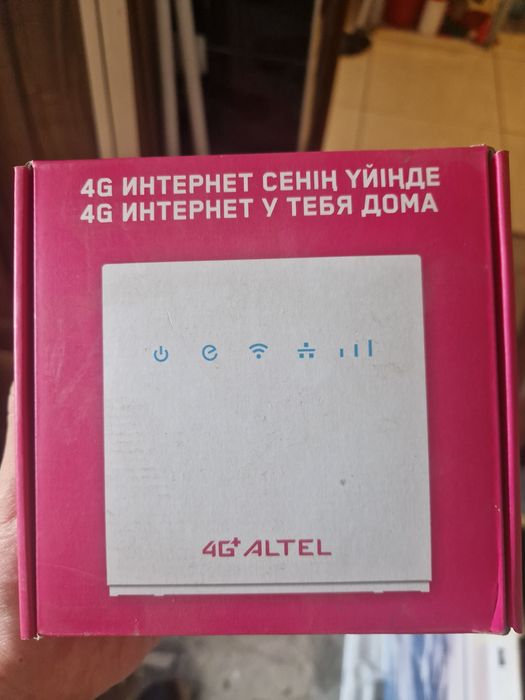 4G ИНТЕРНЕТ СЕНІҢ ҮЙІҢДЕ
4G ИНТЕРНЕТ У ТЕБЯ ДОМА
4G+ ALTEL